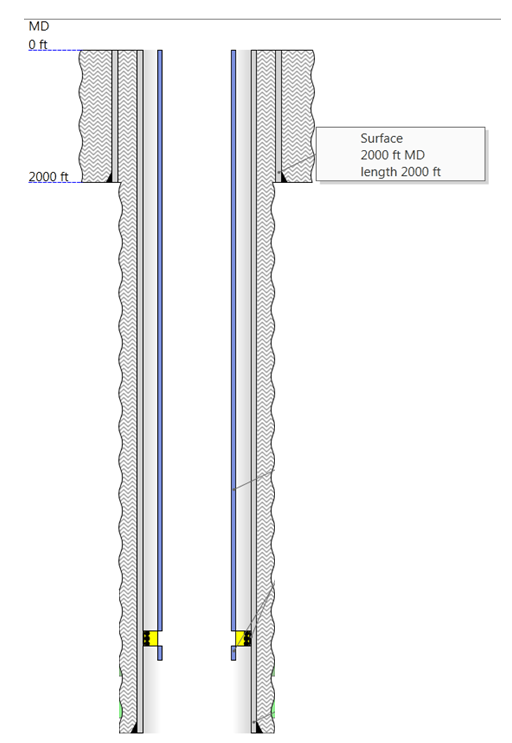 MD
0 ft
Surface
2000 ft MD
length 2000 ft
2000 ft